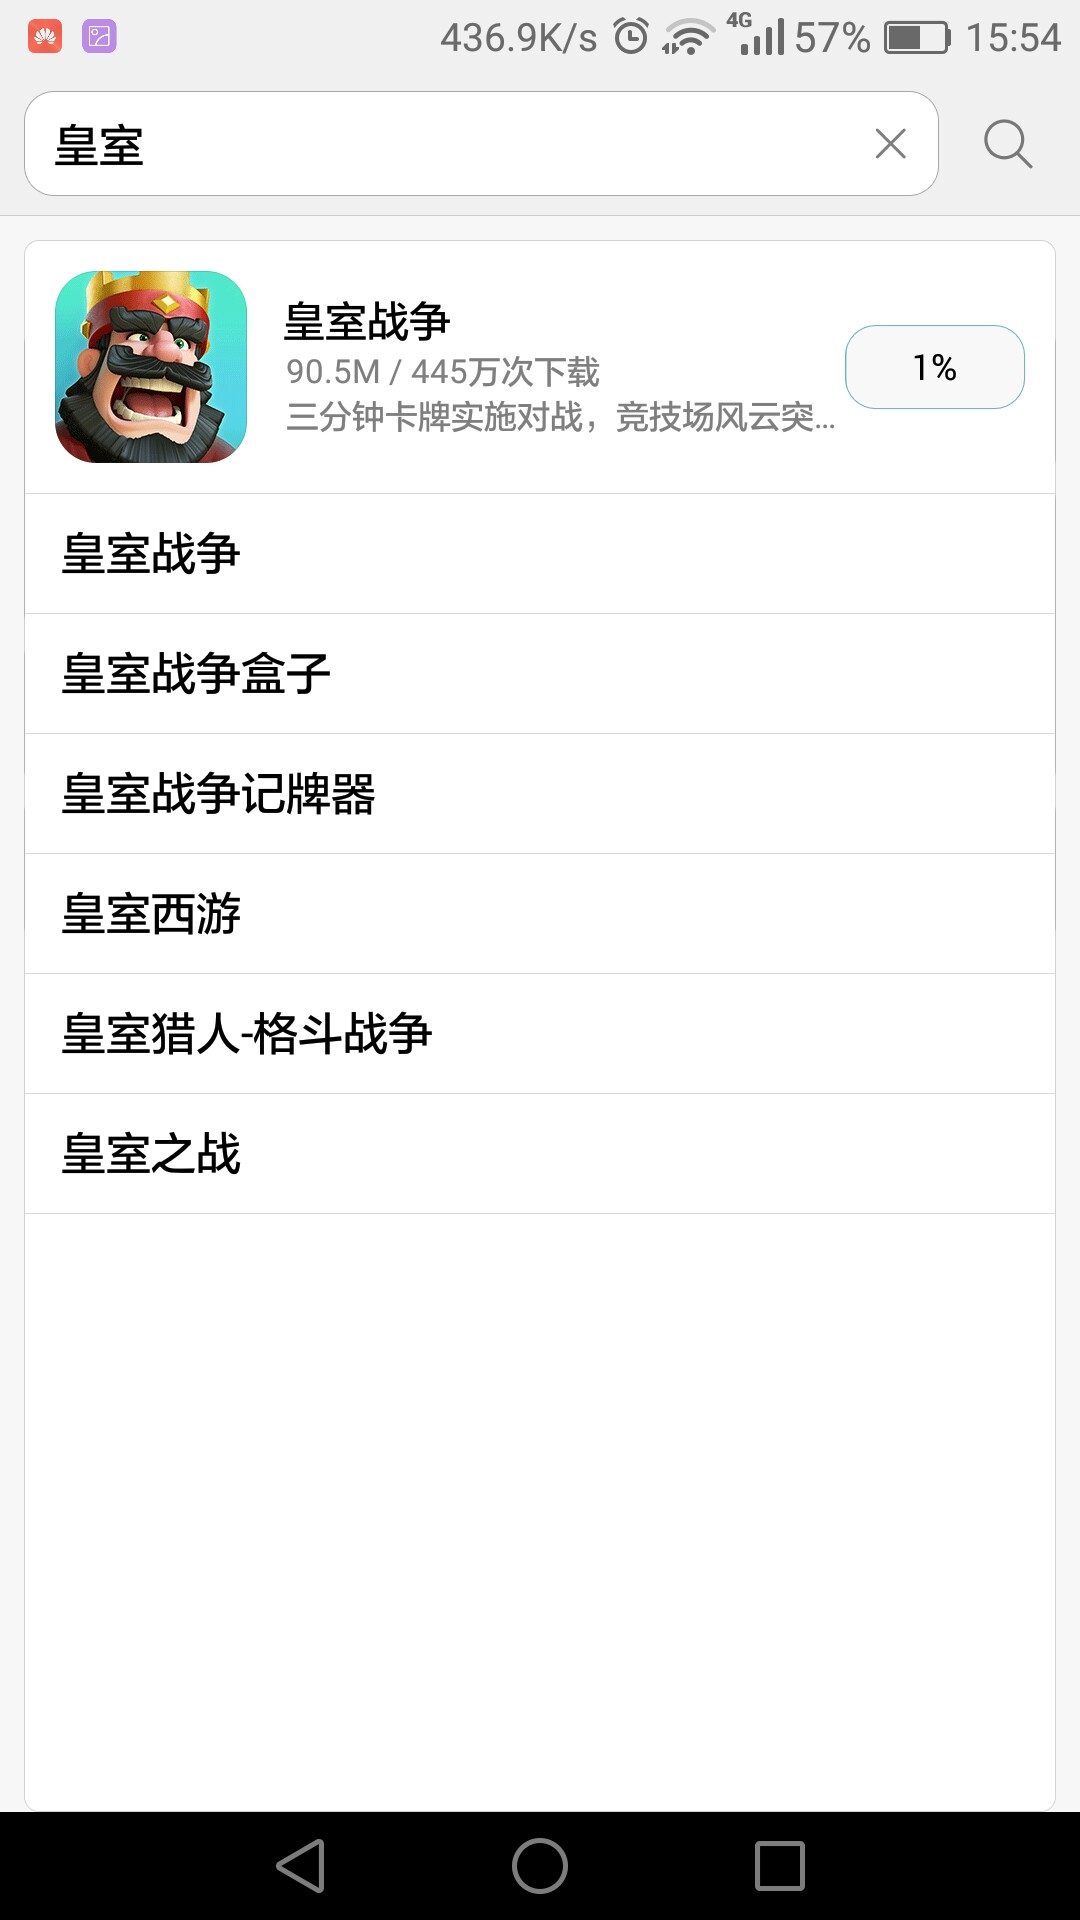 436.9K/s 4G 57% 15:54
皇室
皇室战争
90.5M / 445万次下载
三分钟卡牌实施对战，竞技场风云突...
1%
皇室战争
皇室战争盒子
皇室战争记牌器
皇室西游
皇室猎人-格斗战争
皇室之战